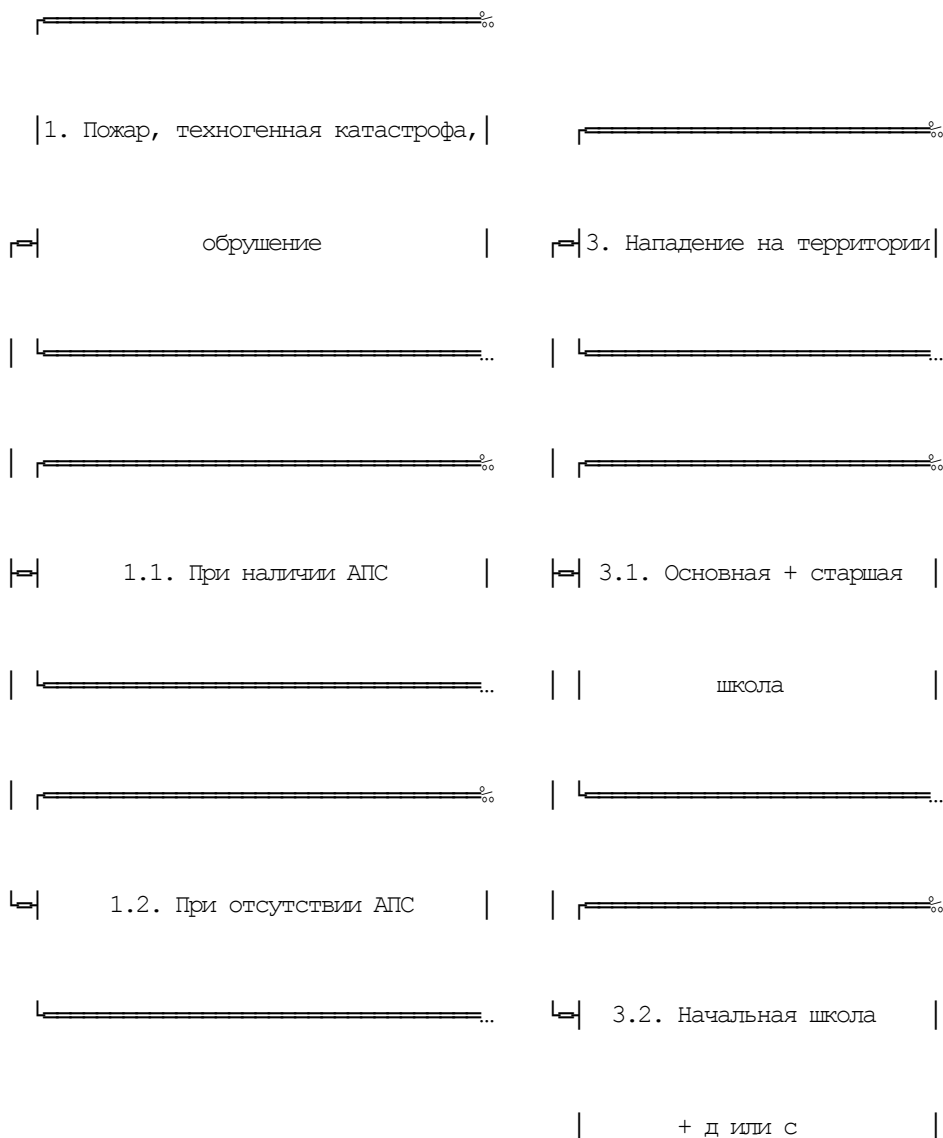 1. Пожар, техногенная катастрофа,
обрушение
1.1. При наличии АПС
1.2. При отсутствии АПС
3. Нападение на территории
3.1. Основная + старшая
школа
3.2. Начальная школа
+ д или с